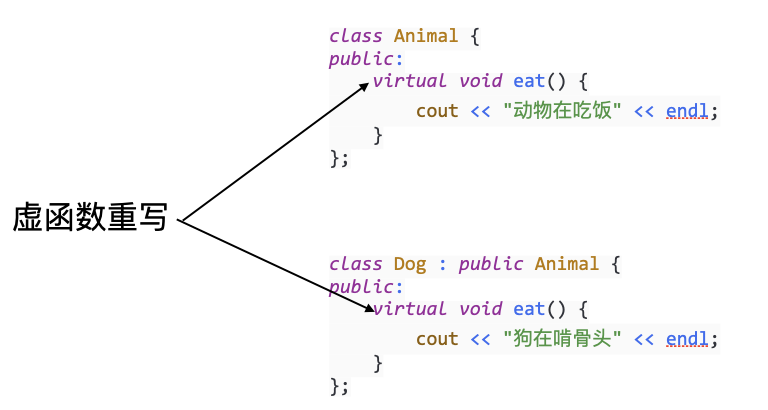 class Animal {
public:
    virtual void eat() {
        cout << "动物在吃饭" << endl;
    }
};
虚函数重写
class Dog : public Animal {
public:
    virtual void eat() {
        cout << "狗在啃骨头" << endl;
    }
};